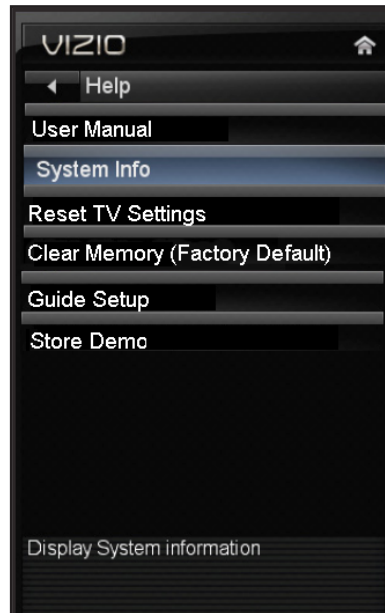 VIZIO
Help
User Manual
System Info
Reset TV Settings
Clear Memory (Factory Default)
Guide Setup
Store Demo
Display System information